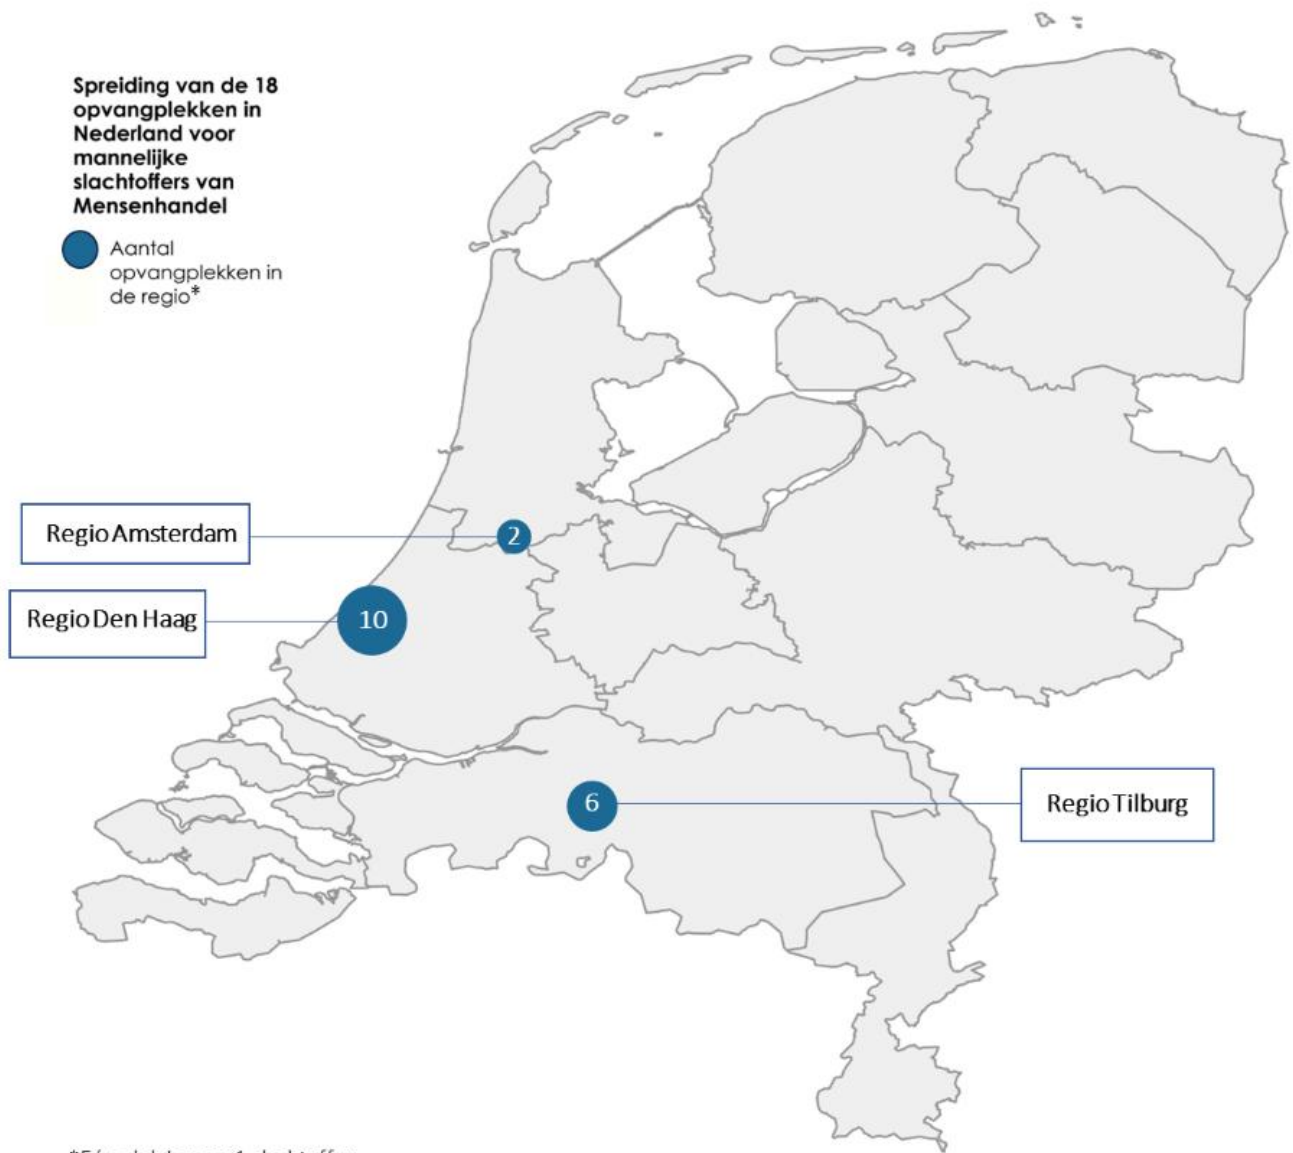 Spreiding van de 18
opvangplekken in
Nederland voor
mannelijke
slachtoffers van
Mensenhandel
Aantal
opvangplekken in
de regio*
Regio Amsterdam
2
Regio Den Haag
10
6
Regio Tilburg